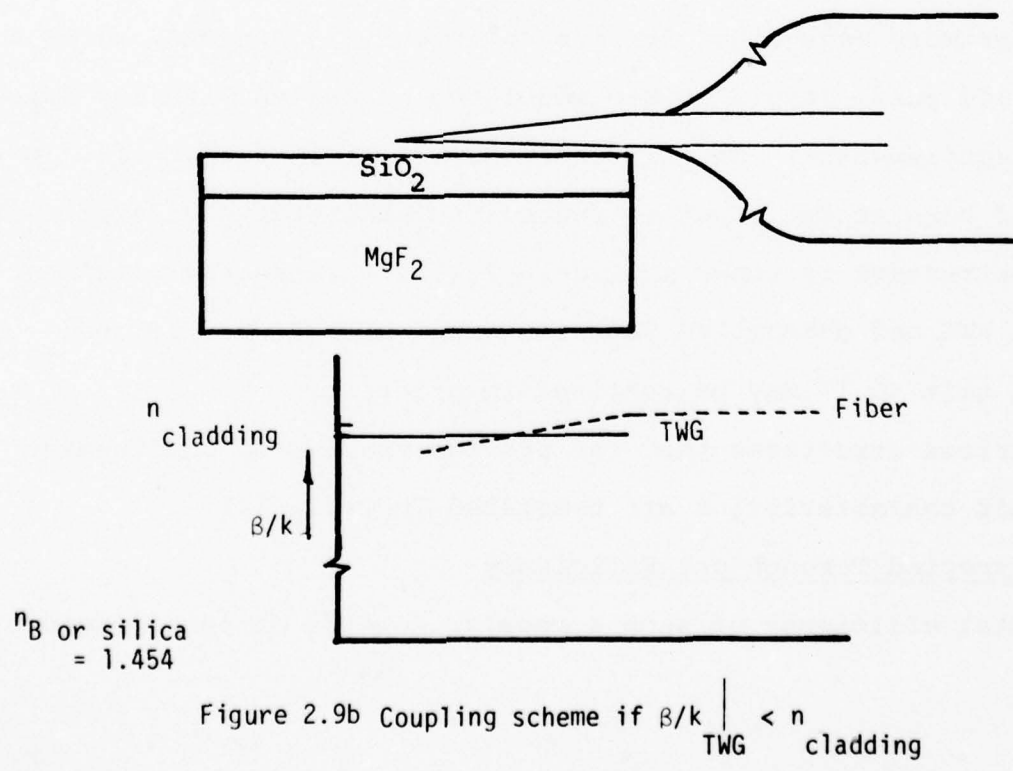 SiO2
MgF2
n cladding
Fiber
TWG
β/k
nB or silica
= 1.454
Figure 2.9b Coupling scheme if β/k | TWG < n cladding